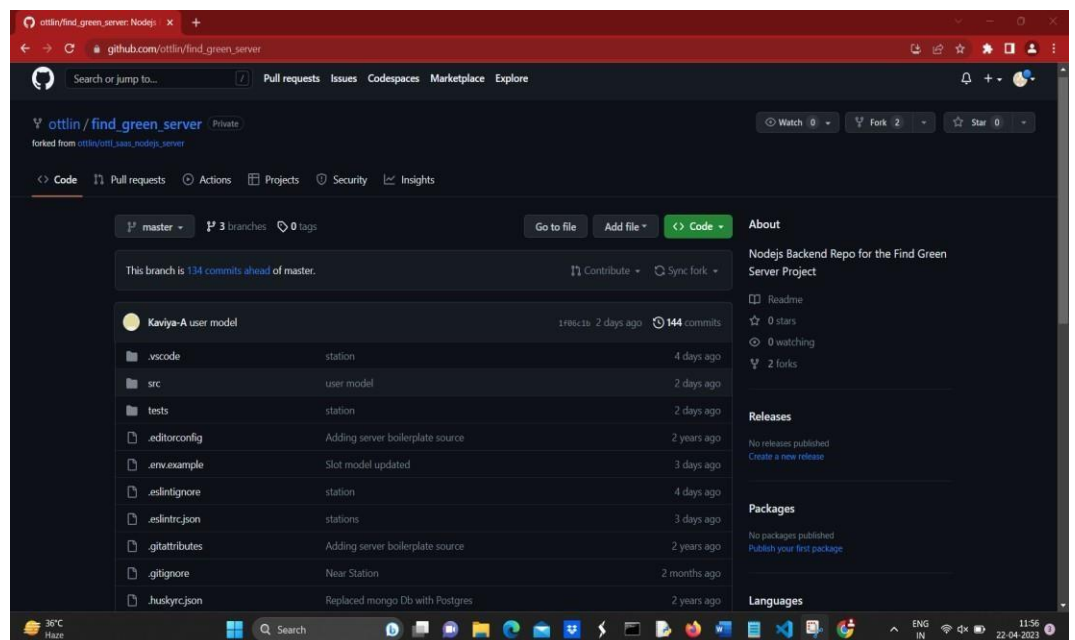 ottlin/find_green_server: Nodejs
github.com/ottlin/find_green_server
Search or jump to... / Pull requests Issues Codespaces Marketplace Explore
ottlin / find_green_server Private
Watch 0 Fork 2 Star 0
forked from ottlin/ottl_saas_nodejs_server
<> Code Pull requests Actions Projects Security Insights
master 3 branches 0 tags Go to file Add file <> Code
This branch is 134 commits ahead of master. Contribute Sync fork
Kaviya-A user model 1f06c1b 2 days ago 144 commits
.vscode station 4 days ago
src user model 2 days ago
tests station 2 days ago
.editorconfig Adding server boilerplate source 2 years ago
.env.example Slot model updated 3 days ago
.eslintignore station 4 days ago
.eslintrc.json stations 3 days ago
.gitattributes Adding server boilerplate source 2 years ago
.gitignore Near Station 2 months ago
.huskyrc.json Replaced mongo Db with Postgres 2 years ago
About
Nodejs Backend Repo for the Find Green
Server Project
Readme
0 stars
0 watching
2 forks
Releases
No releases published
Create a new release
Packages
No packages published
Publish your first package
Languages
36°C
Haze
Search
ENG
IN
11:56
22-04-2023